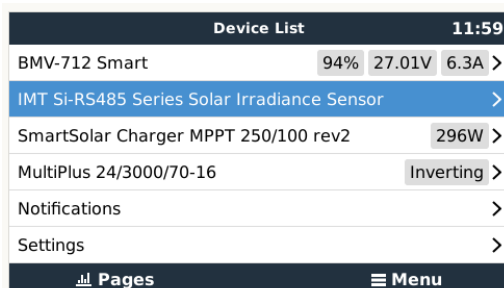 Device List 11:59
BMV-712 Smart 94% 27.01V 6.3A
IMT Si-RS485 Series Solar Irradiance Sensor
SmartSolar Charger MPPT 250/100 rev2 296W
MultiPlus 24/3000/70-16 Inverting
Notifications
Settings
Pages Menu